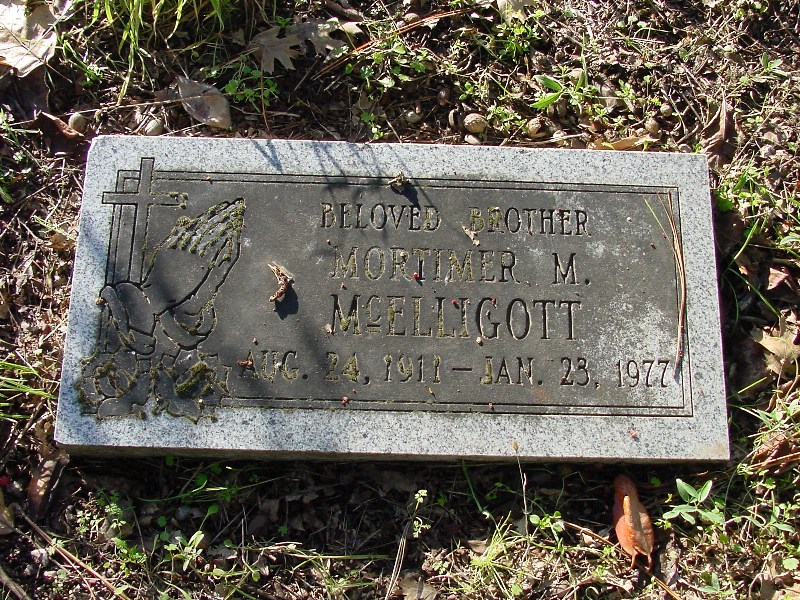 BELOVED BROTHER
MORTIMER M.
McELLIGOTT
AUG. 24, 1911 – JAN. 23, 1977